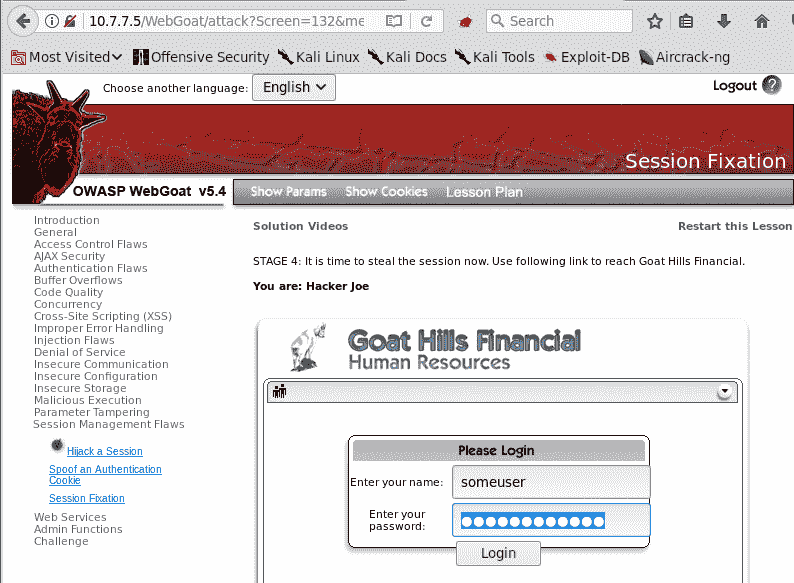 10.7.7.5/WebGoat/attack?Screen=132&me
Search
Most Visited Offensive Security Kali Linux Kali Docs Kali Tools Exploit-DB Aircrack-ng
Choose another language: English
Logout ?
Session Fixation
OWASP WebGoat v5.4
Show Params Show Cookies Lesson Plan
Introduction
General
Access Control Flaws
AJAX Security
Authentication Flaws
Buffer Overflows
Code Quality
Concurrency
Cross-Site Scripting (XSS)
Improper Error Handling
Injection Flaws
Denial of Service
Insecure Communication
Insecure Configuration
Insecure Storage
Malicious Execution
Parameter Tampering
Session Management Flaws
Hijack a Session
Spoof an Authentication
Cookie
Session Fixation
Web Services
Admin Functions
Challenge
Solution Videos
Restart this Lesson
STAGE 4: It is time to steal the session now. Use following link to reach Goat Hills Financial.
You are: Hacker Joe
Goat Hills Financial
Human Resources
Please Login
Enter your name: someuser
Enter your
password: ●●●●●●●●●●●●
Login